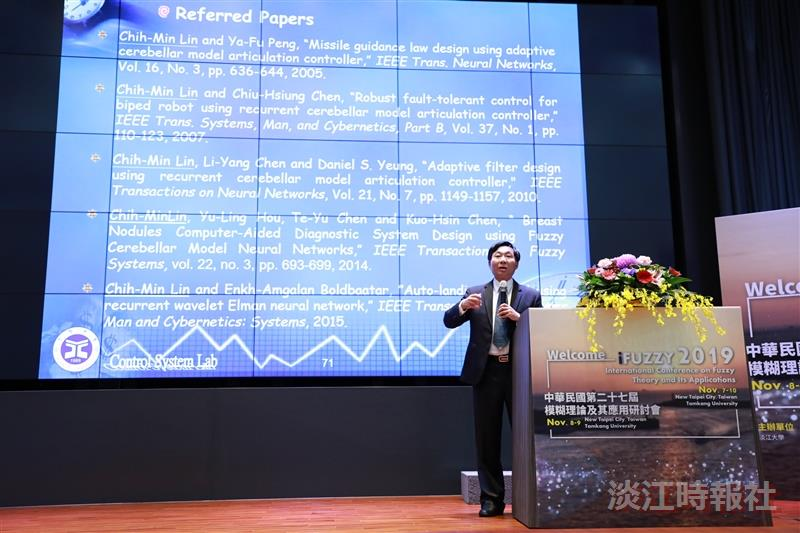 Referred Papers
Chih-Min Lin and Ya-Fu Peng, "Missile guidance law design using adaptive
cerebellar model articulation controller," IEEE Trans. Neural Networks,
Vol. 16, No. 3, pp. 636-644, 2005.
Chih-Min Lin and Chiu-Hsiung Chen, "Robust fault-tolerant control for
biped robot using recurrent cerebellar model articulation controller,"
IEEE Trans. Systems, Man, and Cybernetics, Part B, Vol. 37, No. 1, pp.
110-123, 2007.
Chih-Min Lin, Li-Yang Chen and Daniel S. Yeung, "Adaptive filter design
using recurrent cerebellar model articulation controller," IEEE
Transactions on Neural Networks, Vol. 21, No. 7, pp. 1149-1157, 2010.
Chih-MinLin, Yu-Ling Hou, Te-Yu Chen and Kuo-Hsin Chen, " Breast
Nodules Computer-Aided Diagnostic System Design using Fuzzy
Cerebellar Model Neural Networks," IEEE Transactions Fuzzy
Systems, vol. 22, no. 3, pp. 693-699, 2014.
Chih-Min Lin and Enkh-Amgalan Boldbaatar, "Auto-land using
recurrent wavelet Elman neural network," IEEE Trans.
Man and Cybernetics: Systems, 2015.
Control System Lab
71
Welcome iFUZZY 2019
International Conference on Fuzzy
Theory and Its Applications
Nov. 7-10
New Taipei City, Taiwan
Tamkang University
中華民國第二十七屆
模糊理論及其應用研討會
Nov. 8-9
New Taipei City, Taiwan
Tamkang University
Welcome
中華民國
模糊理論
Nov. 8-
主辦單位
淡江大學
淡江時報社